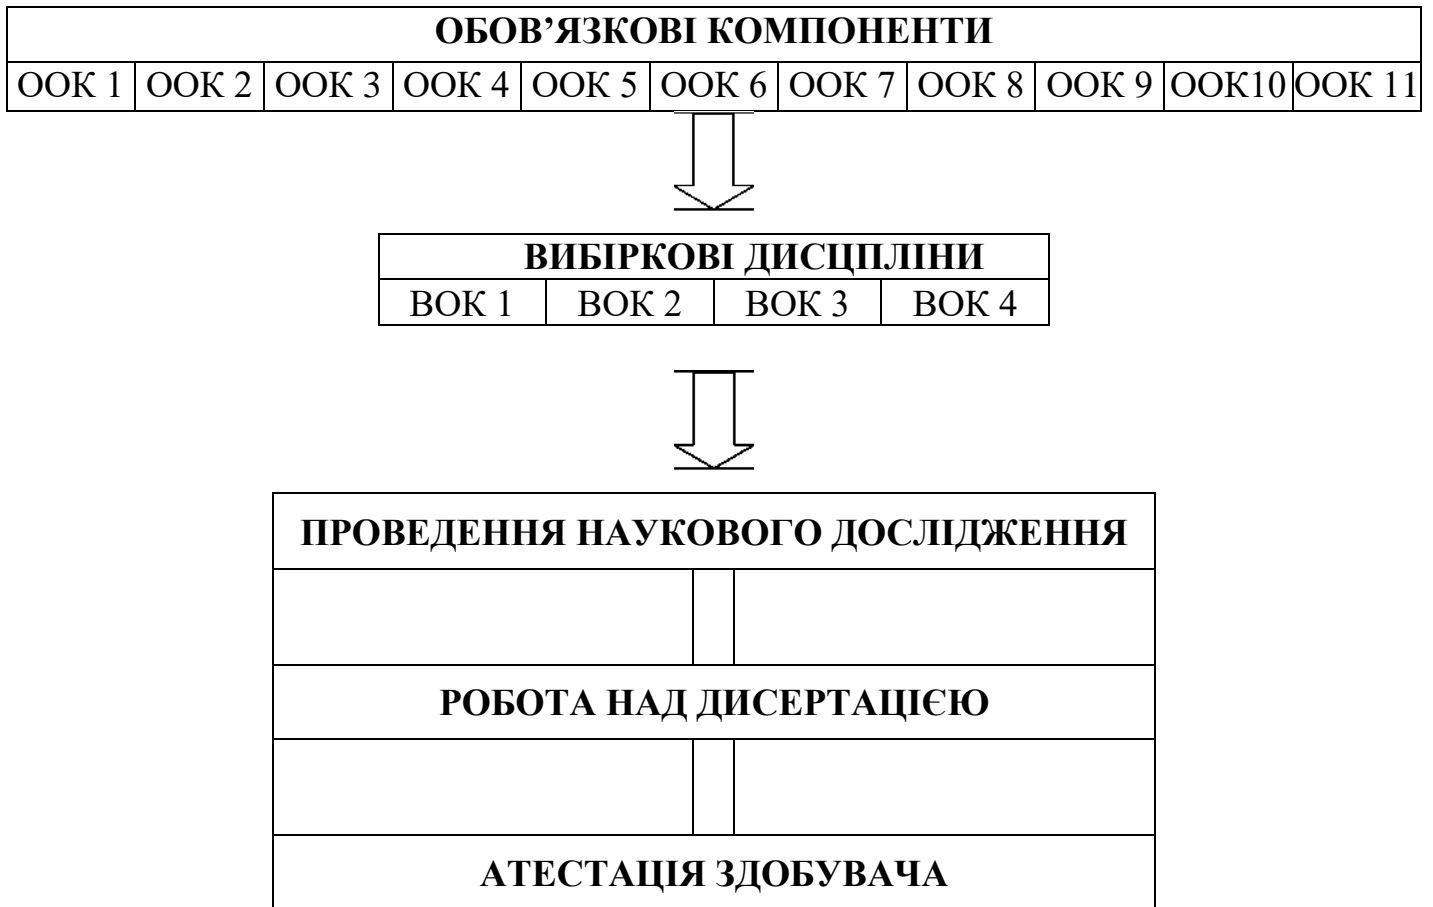 ОБОВ’ЯЗКОВІ КОМПОНЕНТИ
ООК 1 ООК 2 ООК 3 ООК 4 ООК 5 ООК 6 ООК 7 ООК 8 ООК 9 ООК10 ООК 11
ВИБІРКОВІ ДИСЦПЛІНИ
ВОК 1 ВОК 2 ВОК 3 ВОК 4
ПРОВЕДЕННЯ НАУКОВОГО ДОСЛІДЖЕННЯ
РОБОТА НАД ДИСЕРТАЦІЄЮ
АТЕСТАЦІЯ ЗДОБУВАЧА